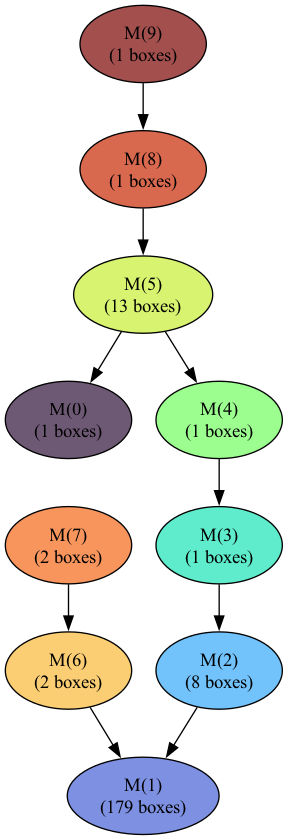 M(9)
(1 boxes)
M(8)
(1 boxes)
M(5)
(13 boxes)
M(0)
(1 boxes)
M(4)
(1 boxes)
M(7)
(2 boxes)
M(3)
(1 boxes)
M(6)
(2 boxes)
M(2)
(8 boxes)
M(1)
(179 boxes)